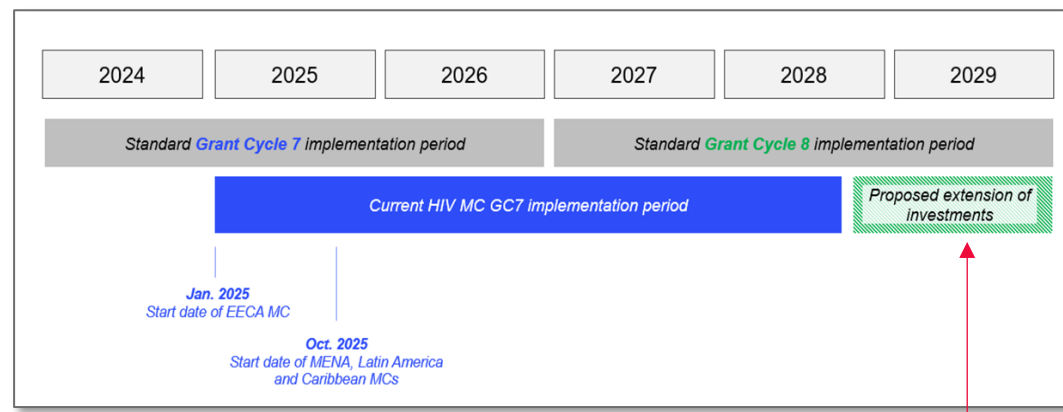 2024 2025 2026 2027 2028 2029
Standard Grant Cycle 7 implementation period
Standard Grant Cycle 8 implementation period
Current HIV MC GC7 implementation period
Proposed extension of
investments
Jan. 2025
Start date of EECA MC
Oct. 2025
Start date of MENA, Latin America
and Caribbean MCs